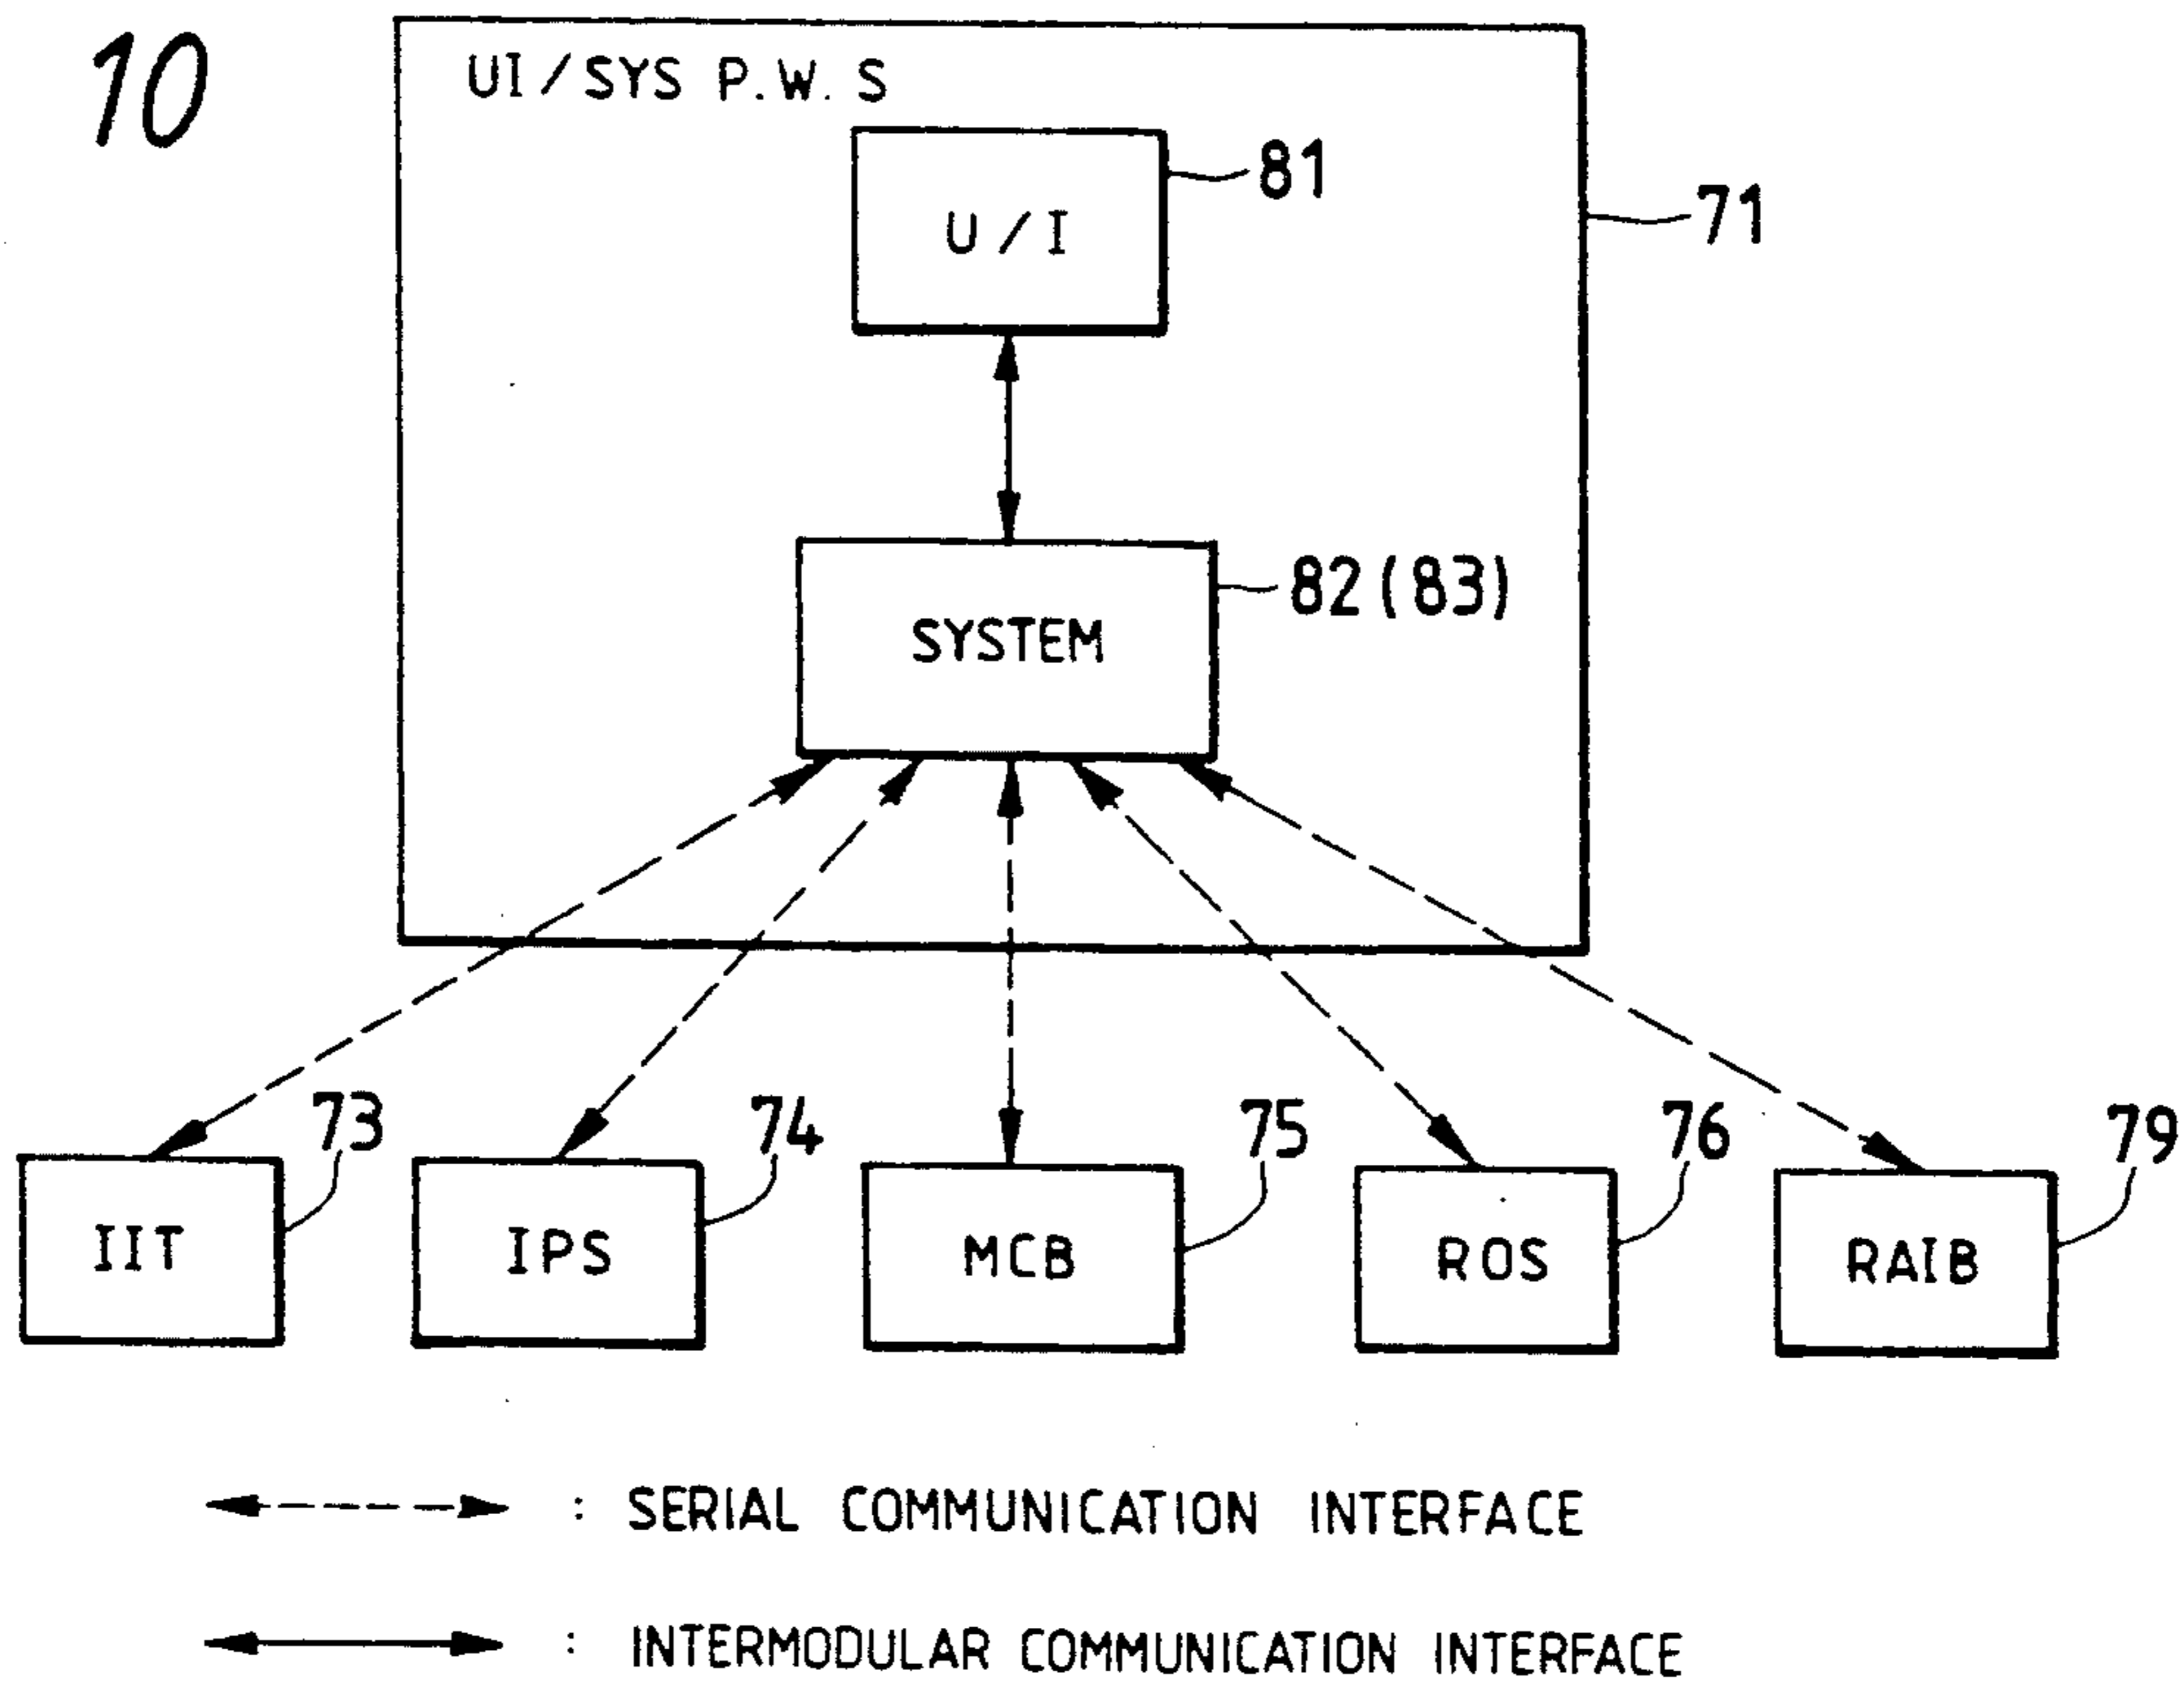 10
UI/SYS P.W.S
81
71
U/I
82(83)
SYSTEM
73
74
75
76
79
IIT
IPS
MCB
ROS
RAIB
: SERIAL COMMUNICATION INTERFACE
: INTERMODULAR COMMUNICATION INTERFACE